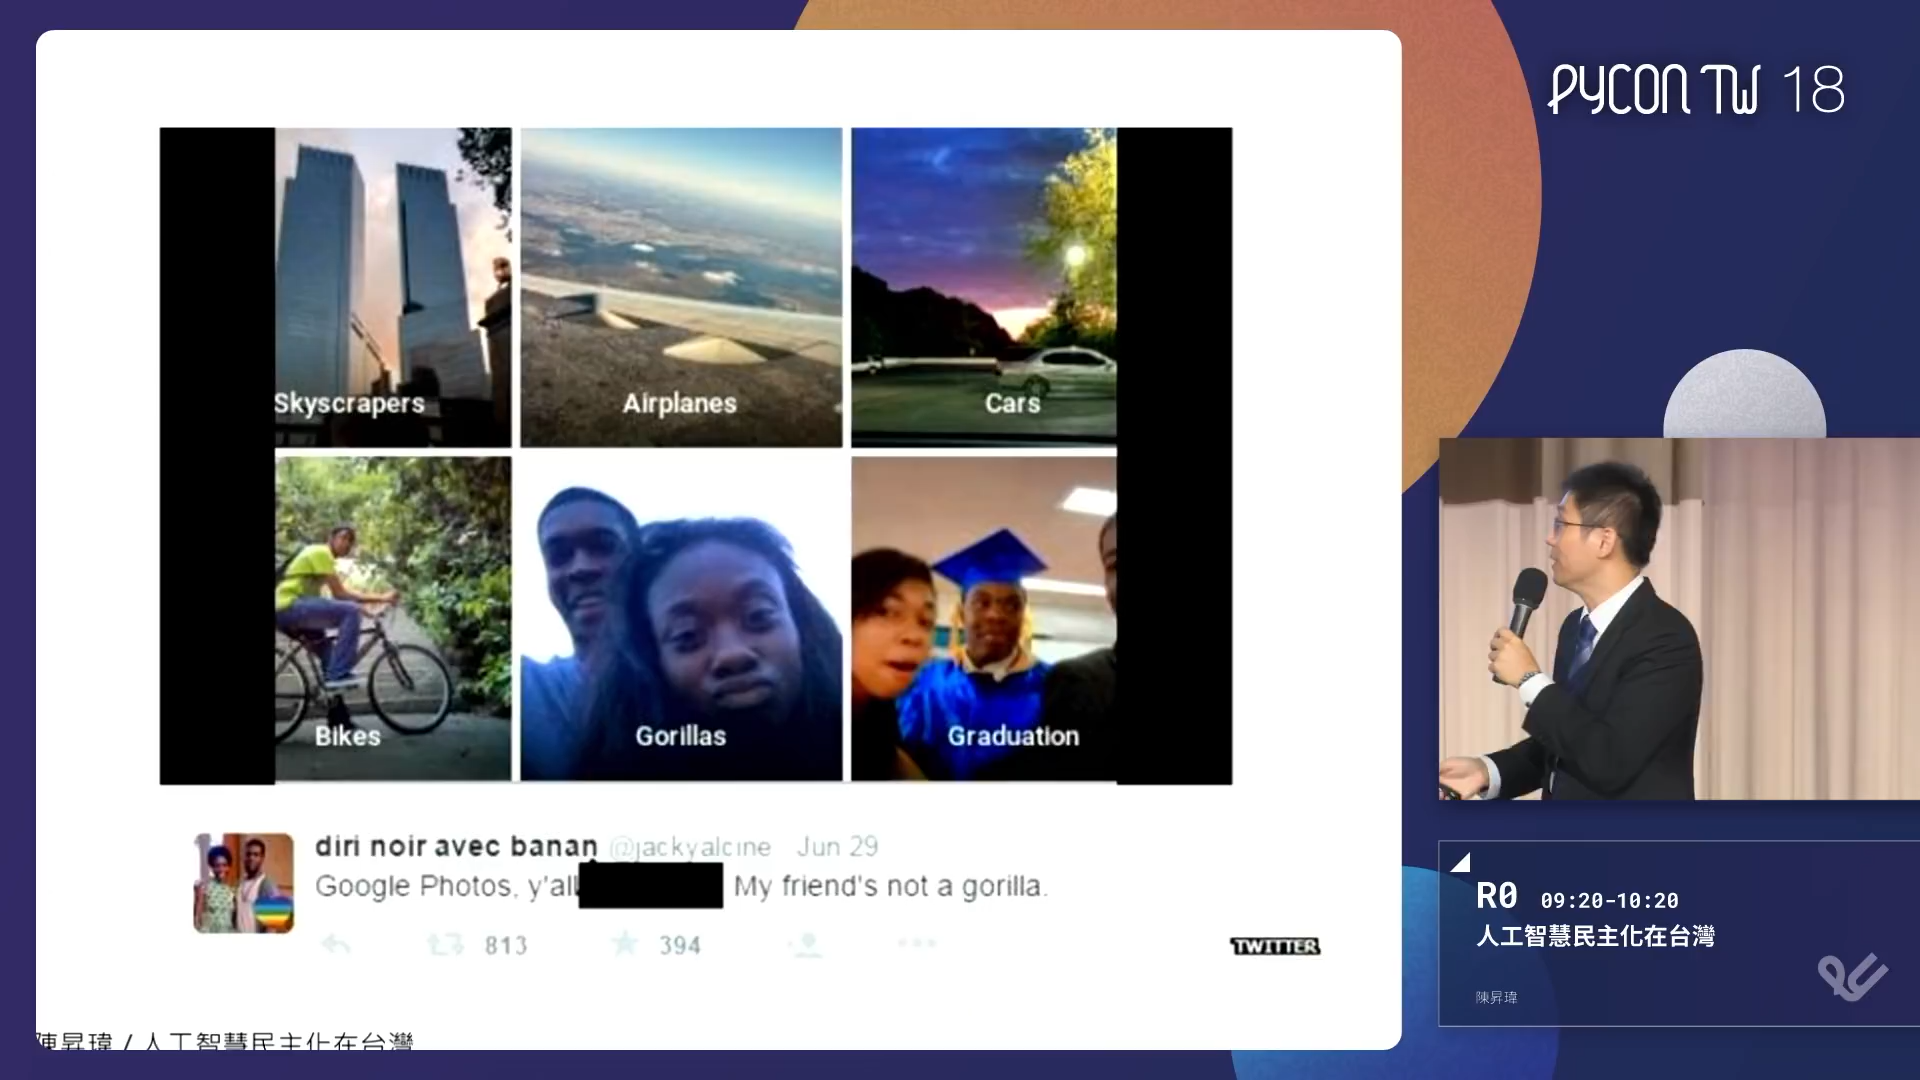 PYCON TW 18
Skyscrapers
Airplanes
Cars
Bikes
Gorillas
Graduation
diri noir avec banan @jackyalcine Jun 29
Google Photos, y'all My friend's not a gorilla.
813 394
TWITTER
陳昇瑋 / 人工智慧民主化在台灣
R0 09:20-10:20
人工智慧民主化在台灣
陳昇瑋